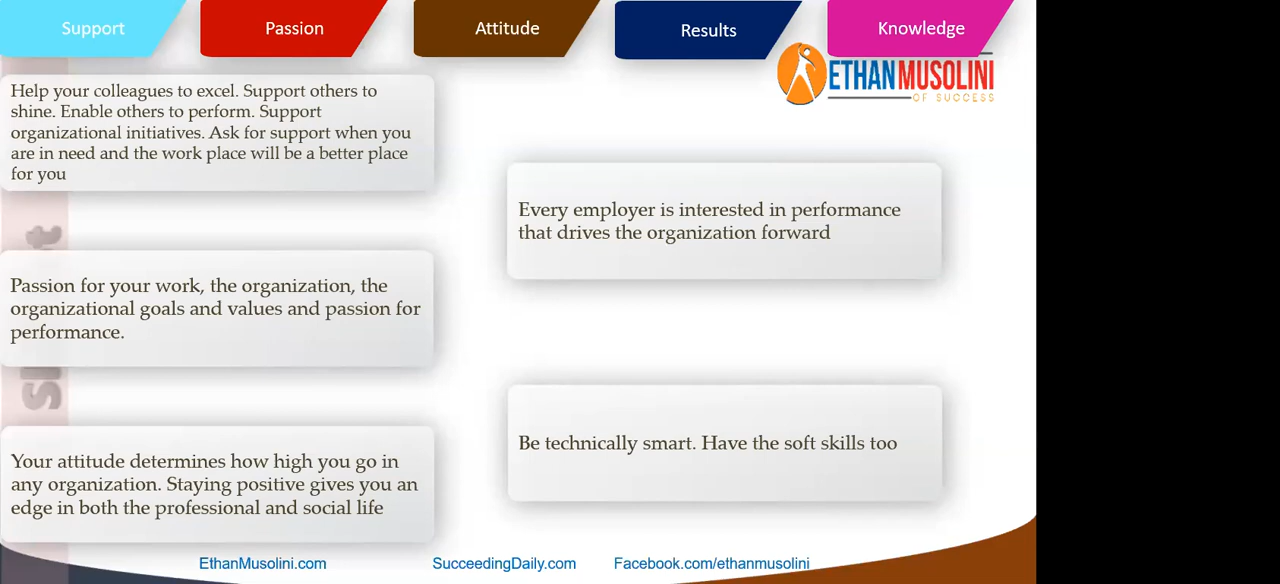 Support
Passion
Attitude
Results
Knowledge
ETHANMUSOLINI
OF SUCCESS
Help your colleagues to excel. Support others to
shine. Enable others to perform. Support
organizational initiatives. Ask for support when you
are in need and the work place will be a better place
for you
Every employer is interested in performance
that drives the organization forward
Passion for your work, the organization, the
organizational goals and values and passion for
performance.
Be technically smart. Have the soft skills too
Your attitude determines how high you go in
any organization. Staying positive gives you an
edge in both the professional and social life
EthanMusolini.com
SucceedingDaily.com
Facebook.com/ethanmusolini